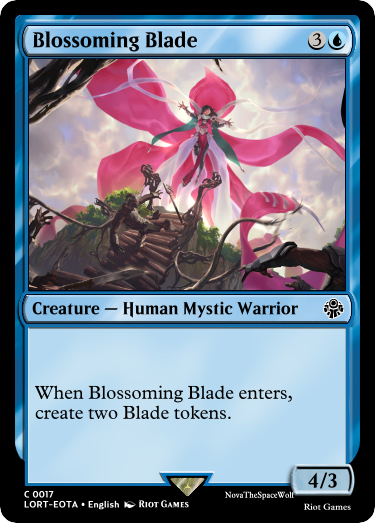 Blossoming Blade 3
Creature — Human Mystic Warrior
When Blossoming Blade enters,
create two Blade tokens.
4/3
C 0017
LORT-EOTA • English Riot Games
NovaTheSpaceWolf
Riot Games